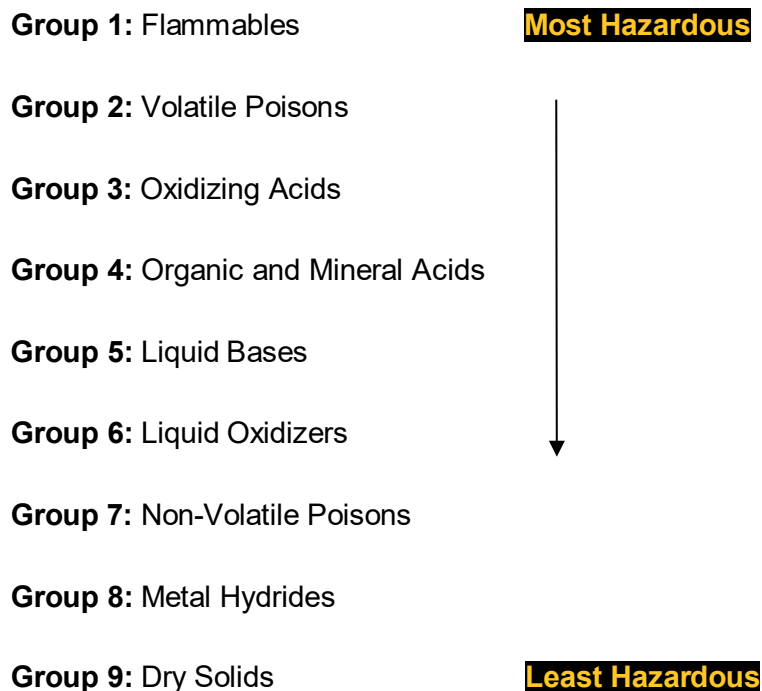 Group 1: Flammables Most Hazardous
Group 2: Volatile Poisons
Group 3: Oxidizing Acids
Group 4: Organic and Mineral Acids
Group 5: Liquid Bases
Group 6: Liquid Oxidizers
Group 7: Non-Volatile Poisons
Group 8: Metal Hydrides
Group 9: Dry Solids Least Hazardous